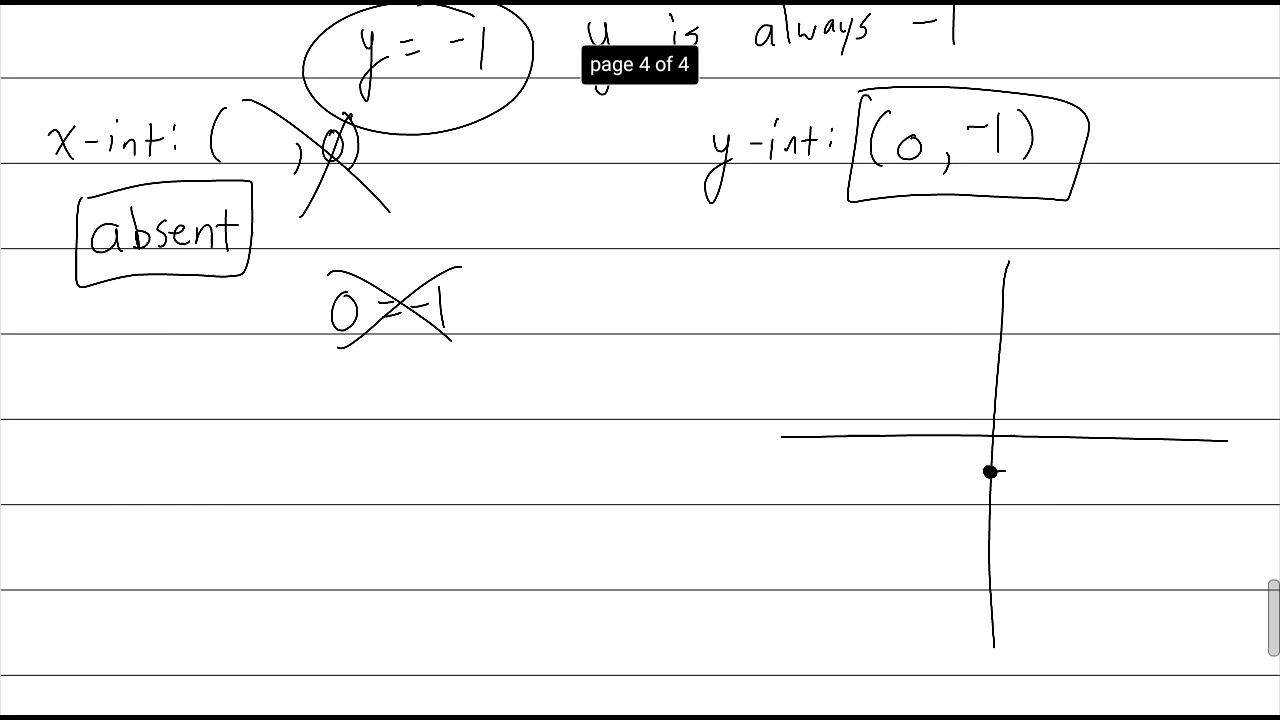 y = -1 y is always -1
page 4 of 4
x-int: ( , 0) y-int: (0, -1)
absent
0 = -1